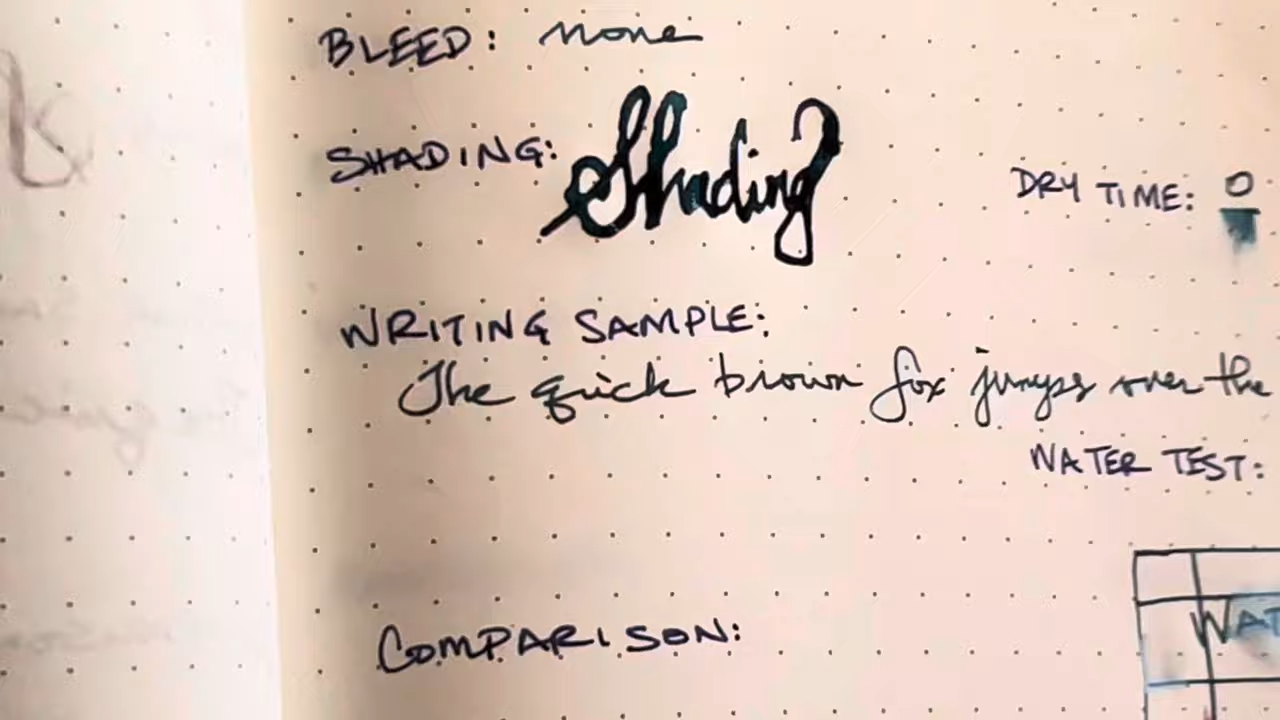 BLEED: none
SHADING: Shading
DRY TIME: 0
WRITING SAMPLE:
The quick brown fox jumps over the
WATER TEST:
WAT
COMPARISON: